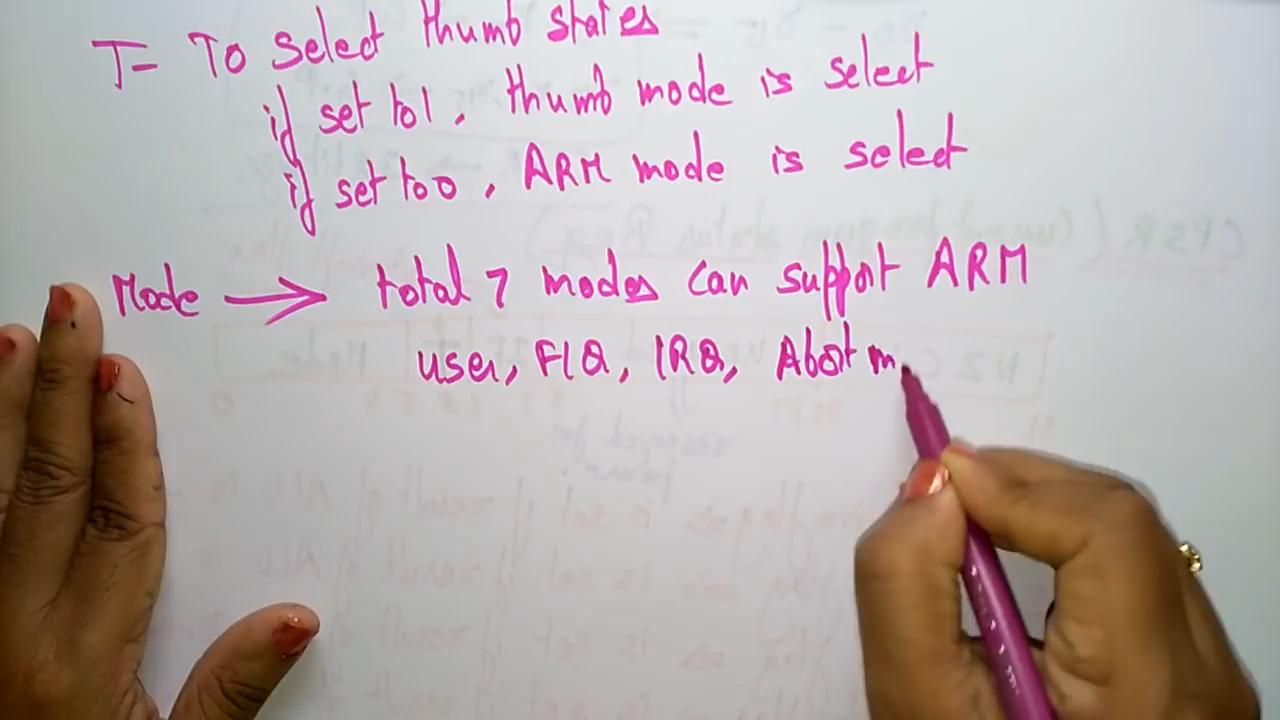 T= To select thumb states
if set to 1, thumb mode is select
if set to 0, ARM mode is select
Mode → total 7 modes can support ARM
user, FIQ, IRQ, Abort m